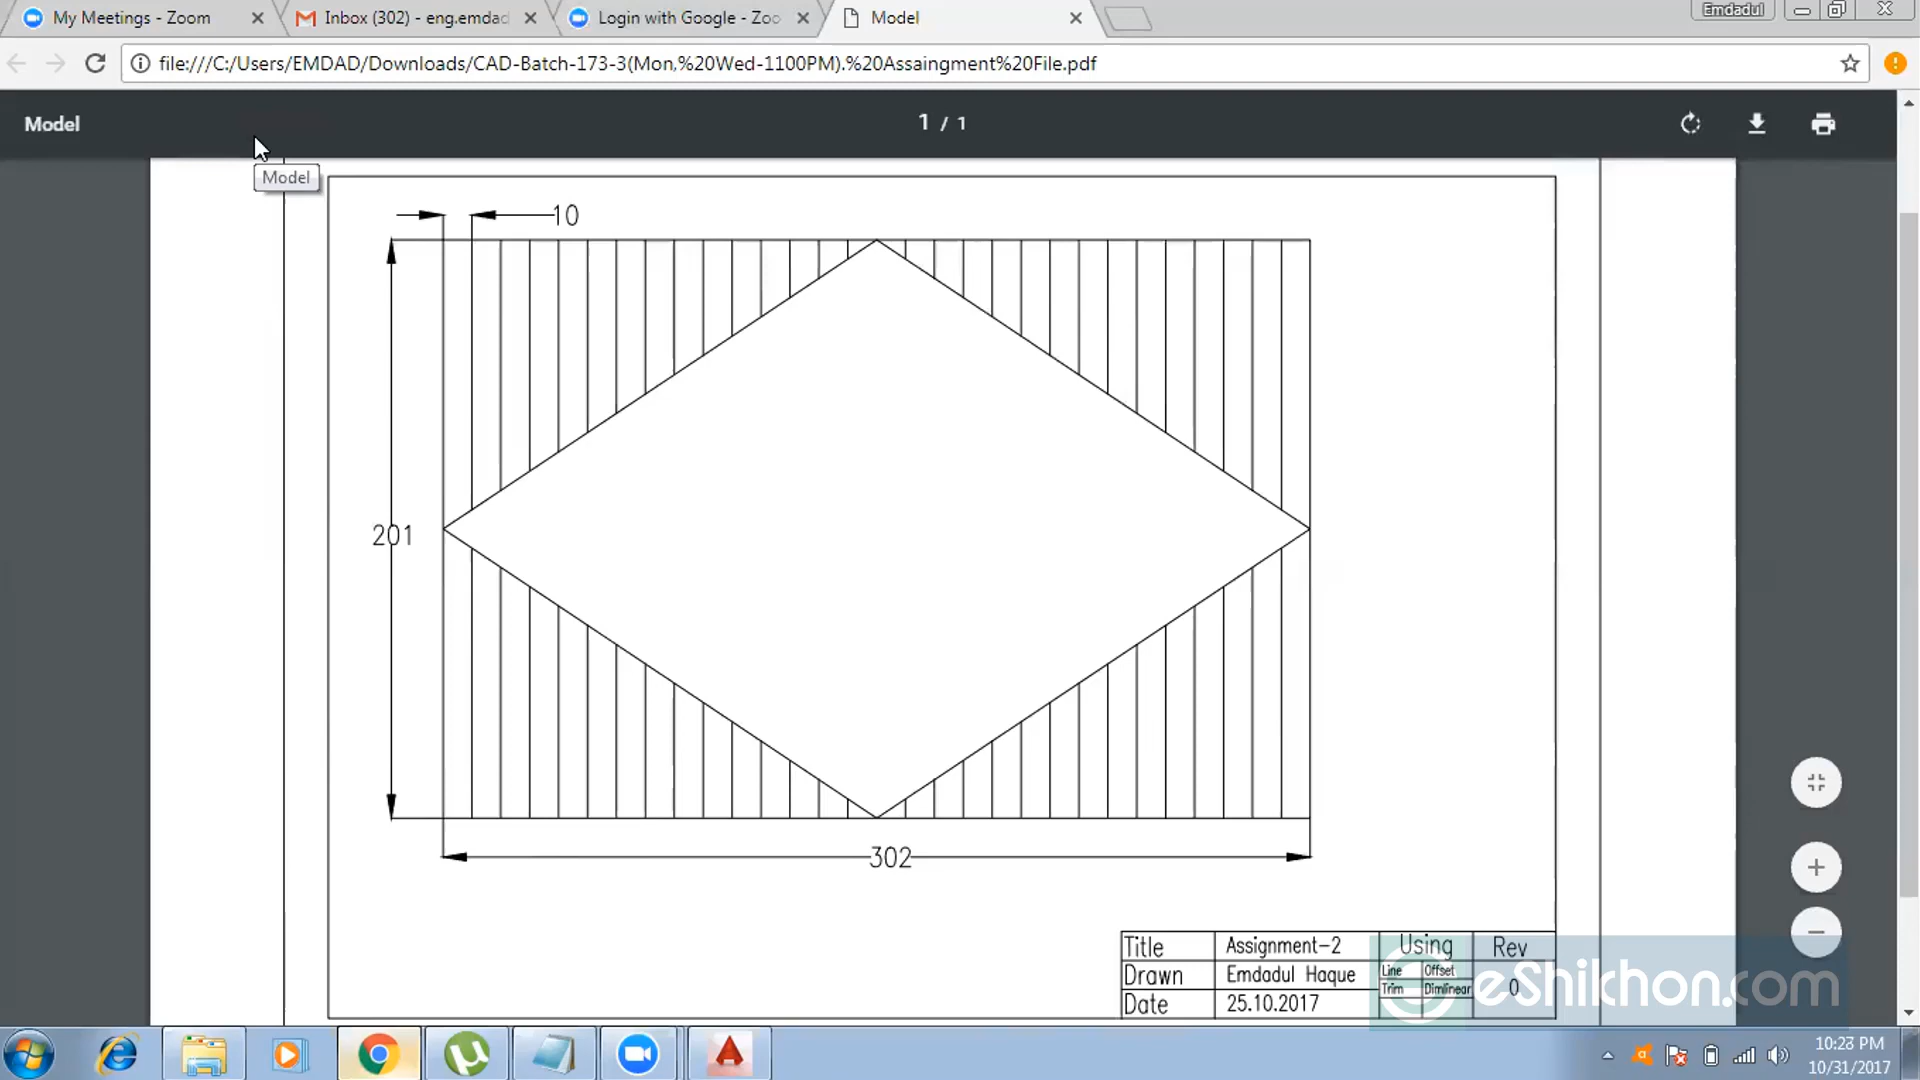 My Meetings - Zoom
Inbox (302) - eng.emdad
Login with Google - Zoo
Model
Emdadul
file:///C:/Users/EMDAD/Downloads/CAD-Batch-173-3(Mon,%20Wed-1100PM).%20Assaingment%20File.pdf
Model
1 / 1
Model
10
201
302
Title Assignment-2 Using Rev
Drawn Emdadul Haque Line Offset
Trim Dimlinear 0
Date 25.10.2017
eShikhon.com
10:23 PM
10/31/2017